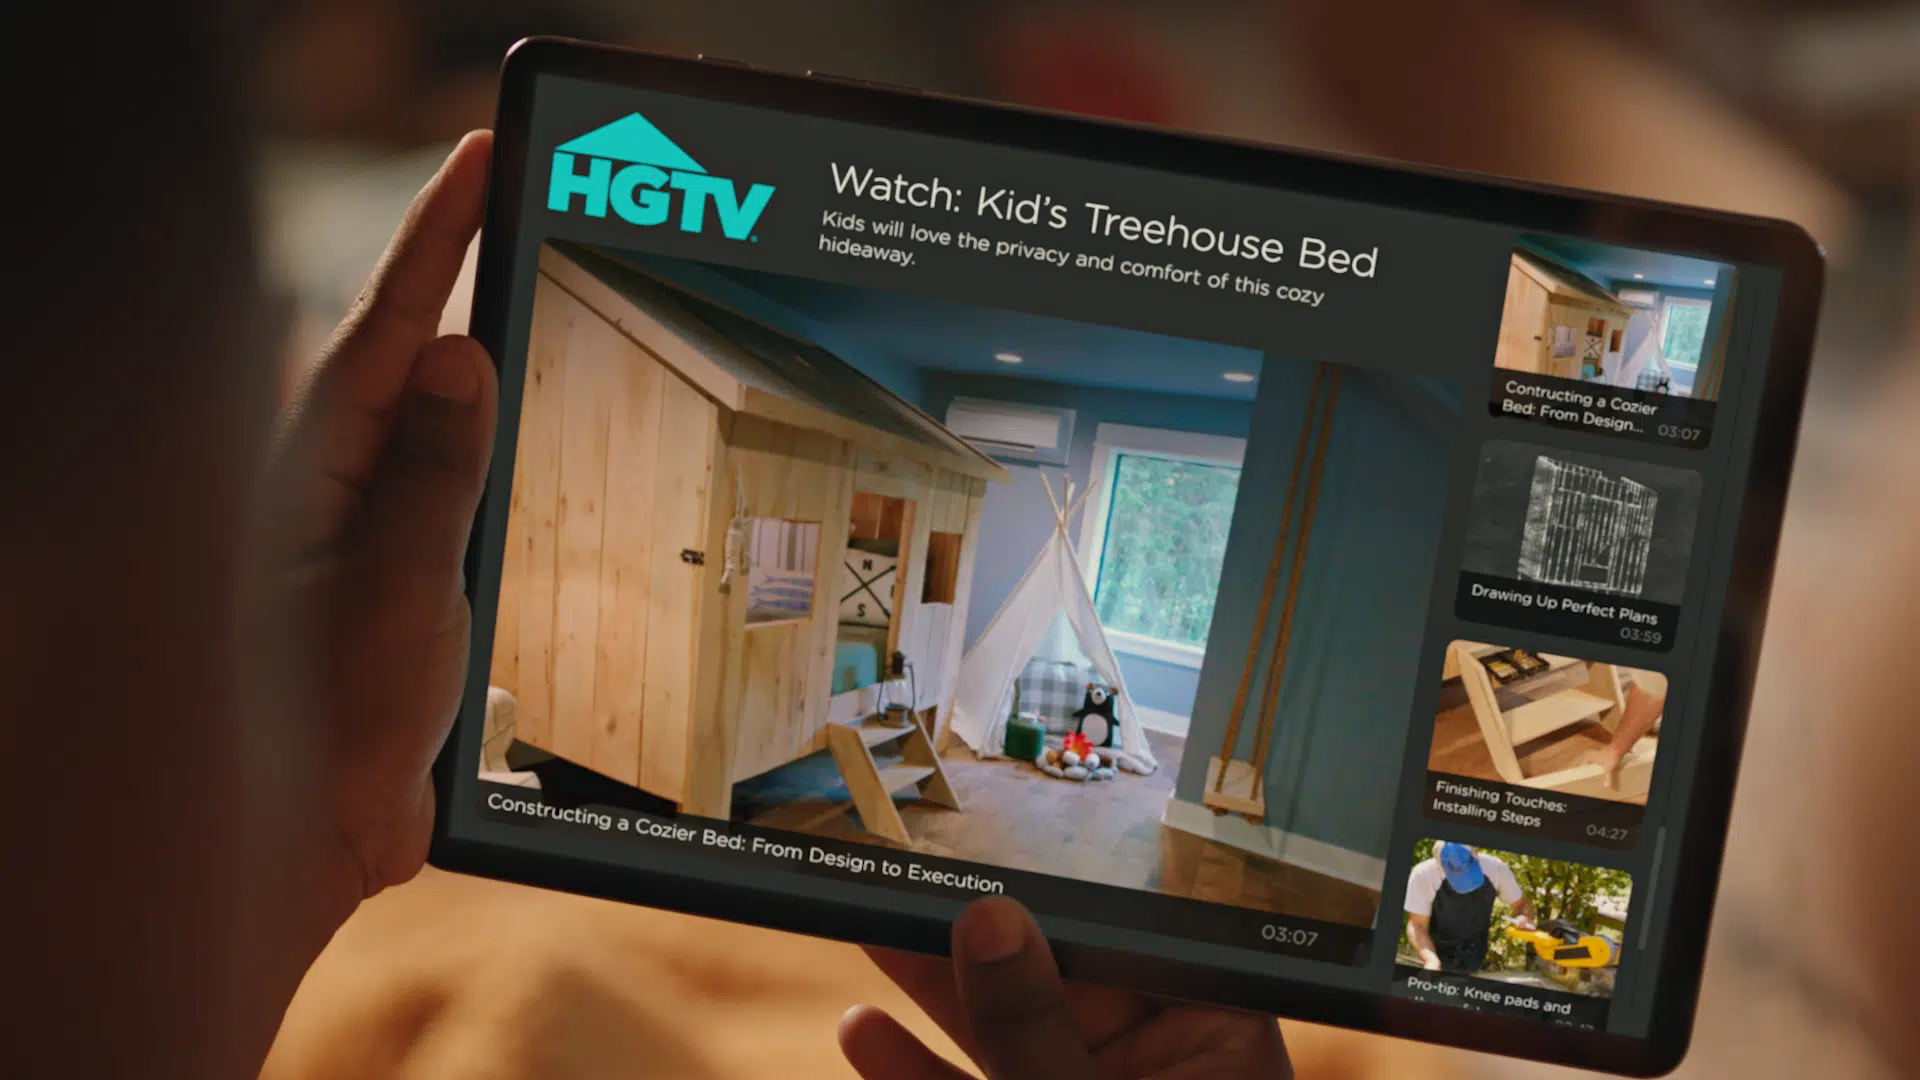 HGTV
Watch: Kid's Treehouse Bed
Kids will love the privacy and comfort of this cozy
hideaway.
N
E
S
Constructing a Cozier Bed: From Design to Execution
03:07
Contructing a Cozier
Bed: From Design...
03:07
Drawing Up Perfect Plans
03:59
Finishing Touches:
Installing Steps
04:27
Pro-tip: Knee pads and